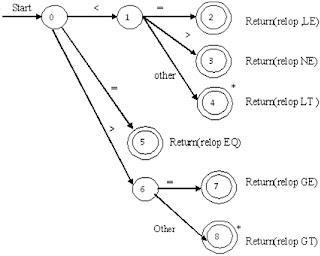 Start
0
<
1
=
2
Return(relop ,LE)
>
3
Return(relop NE)
other
4
*
Return(relop LT )
=
5
Return(relop EQ)
>
6
=
7
Return(relop GE)
Other
8
*
Return(relop GT)